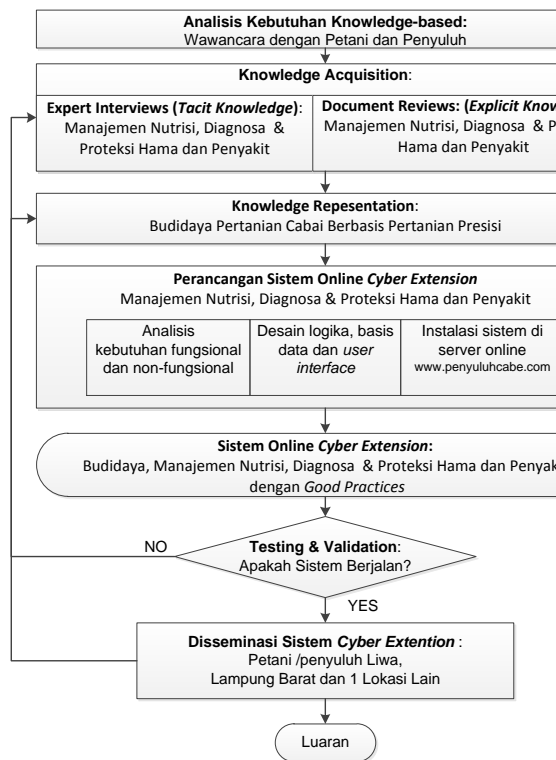 Analisis Kebutuhan Knowledge-based:
Wawancara dengan Petani dan Penyuluh
Knowledge Acquisition:
Expert Interviews (Tacit Knowledge):
Manajemen Nutrisi, Diagnosa &
Proteksi Hama dan Penyakit
Document Reviews: (Explicit
Manajemen Nutrisi, Diagnosa &
Hama dan Penyakit
Knowledge Repesentation:
Budidaya Pertanian Cabai Berbasis Pertanian Presisi
Perancangan Sistem Online Cyber Extension
Manajemen Nutrisi, Diagnosa & Proteksi Hama dan Penyakit
Analisis
kebutuhan fungsional
dan non-fungsional
Desain logika, basis
data dan user
interface
Instalasi sistem di
server online
www.penyuluhcabe.com
Sistem Online Cyber Extension:
Budidaya, Manajemen Nutrisi, Diagnosa & Proteksi Hama dan
dengan Good Practices
NO
Testing & Validation:
Apakah Sistem Berjalan?
YES
Disseminasi Sistem Cyber Extention :
Petani /penyuluh Liwa,
Lampung Barat dan 1 Lokasi Lain
Luaran